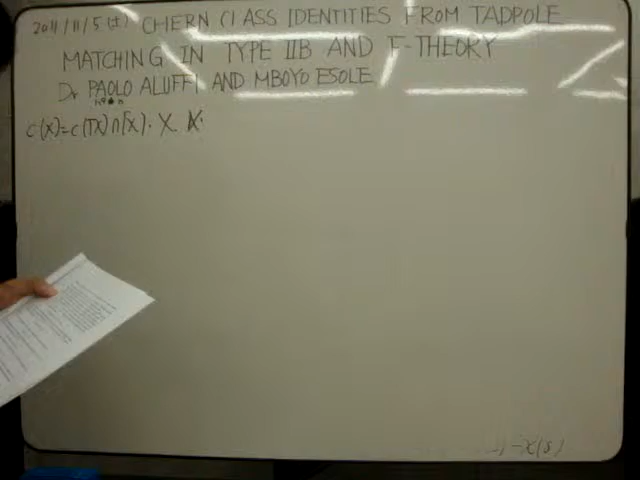 2011/11/5(土) CHERN CLASS IDENTITIES FROM TADPOLE
MATCHING IN TYPE IIB AND F-THEORY
Dr PAOLO ALUFFI AND MBOYO ESOLE
c(X)=c(TX)∩[X]. X